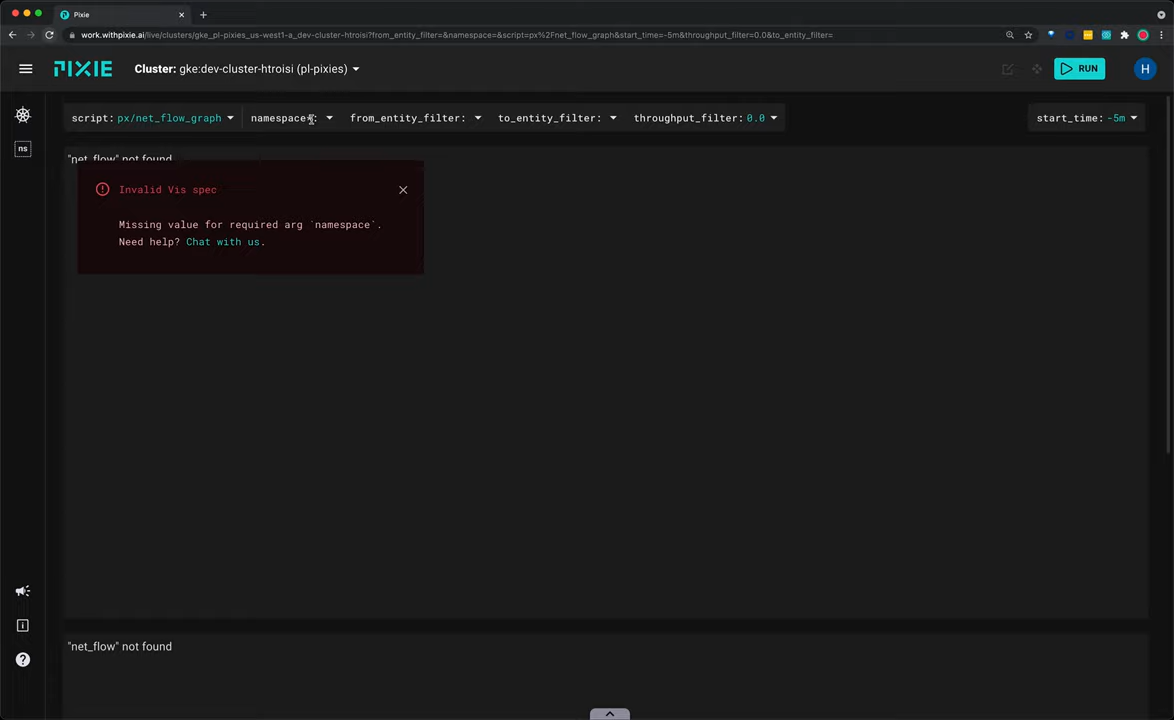 Pixie
work.withpixie.ai/live/clusters/gke_pl-pixies_us-west1-a_dev-cluster-htroisi?from_entity_filter=&namespace=&script=px%2Fnet_flow_graph&start_time=-5m&throughput_filter=0.0&to_entity_filter=
PIXIE
Cluster: gke:dev-cluster-htroisi (pl-pixies)
RUN
H
script: px/net_flow_graph
namespace*:
from_entity_filter:
to_entity_filter:
throughput_filter: 0.0
start_time: -5m
ns
"net_flow" not found
Invalid Vis spec
Missing value for required arg `namespace`.
Need help? Chat with us.
"net_flow" not found